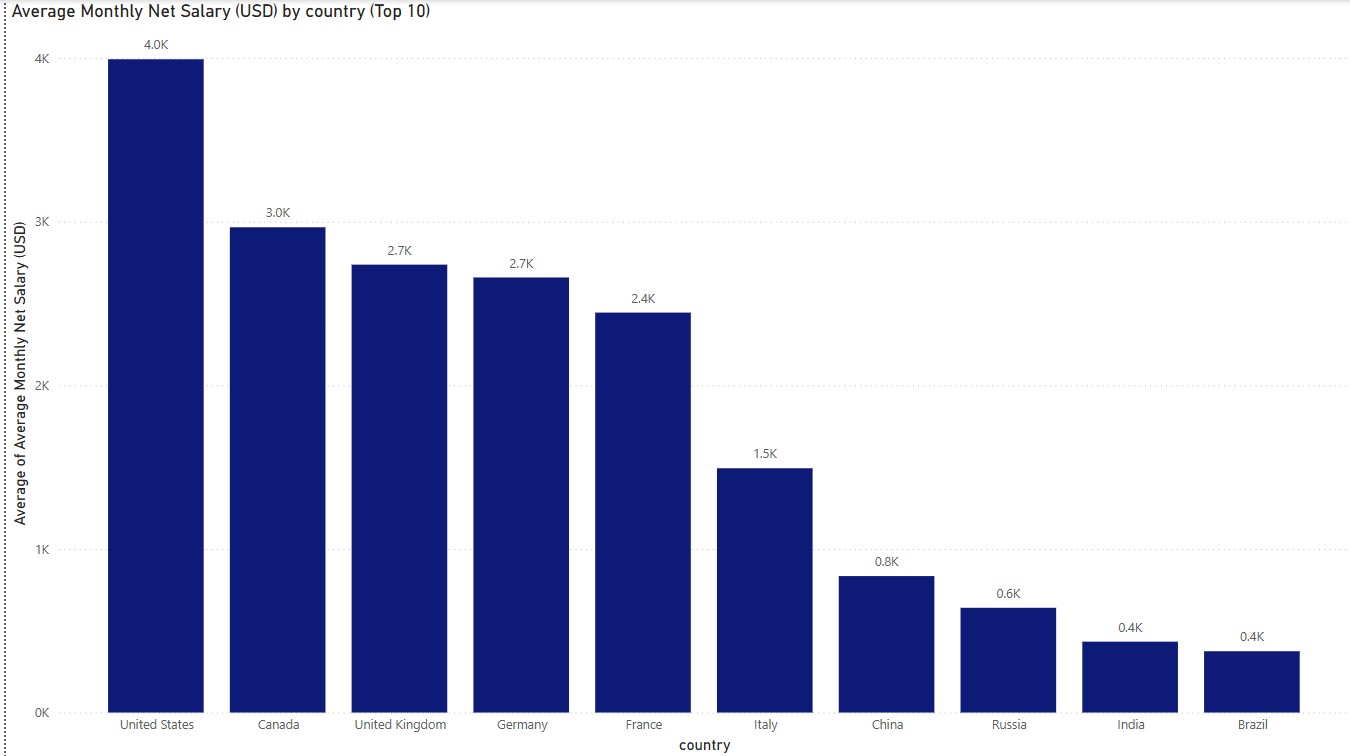 Average Monthly Net Salary (USD) by country (Top 10)
Average of Average Monthly Net Salary (USD)
4K
3K
2K
1K
0K
4.0K
3.0K
2.7K
2.7K
2.4K
1.5K
0.8K
0.6K
0.4K
0.4K
United States
Canada
United Kingdom
Germany
France
Italy
China
Russia
India
Brazil
country